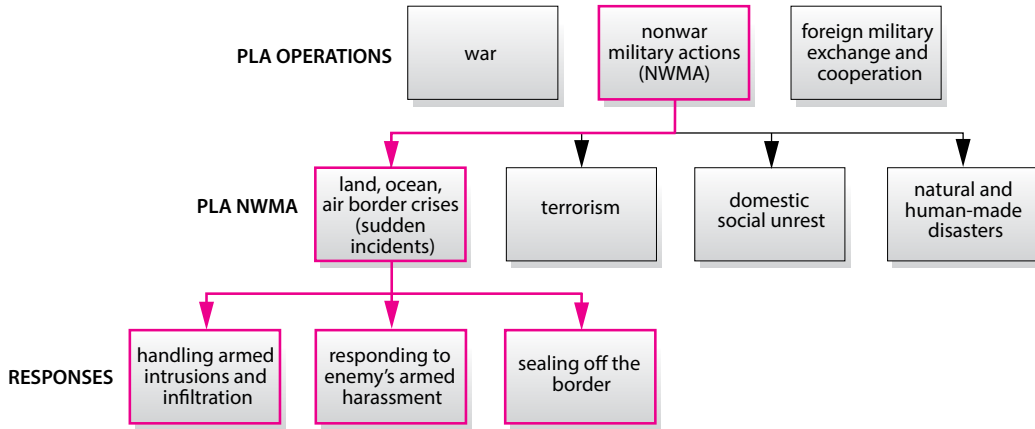 PLA OPERATIONS
war
nonwar
military actions
(NWMA)
foreign military
exchange and
cooperation
PLA NWMA
land, ocean,
air border crises
(sudden
incidents)
terrorism
domestic
social unrest
natural and
human-made
disasters
RESPONSES
handling armed
intrusions and
infiltration
responding to
enemy's armed
harassment
sealing off the
border